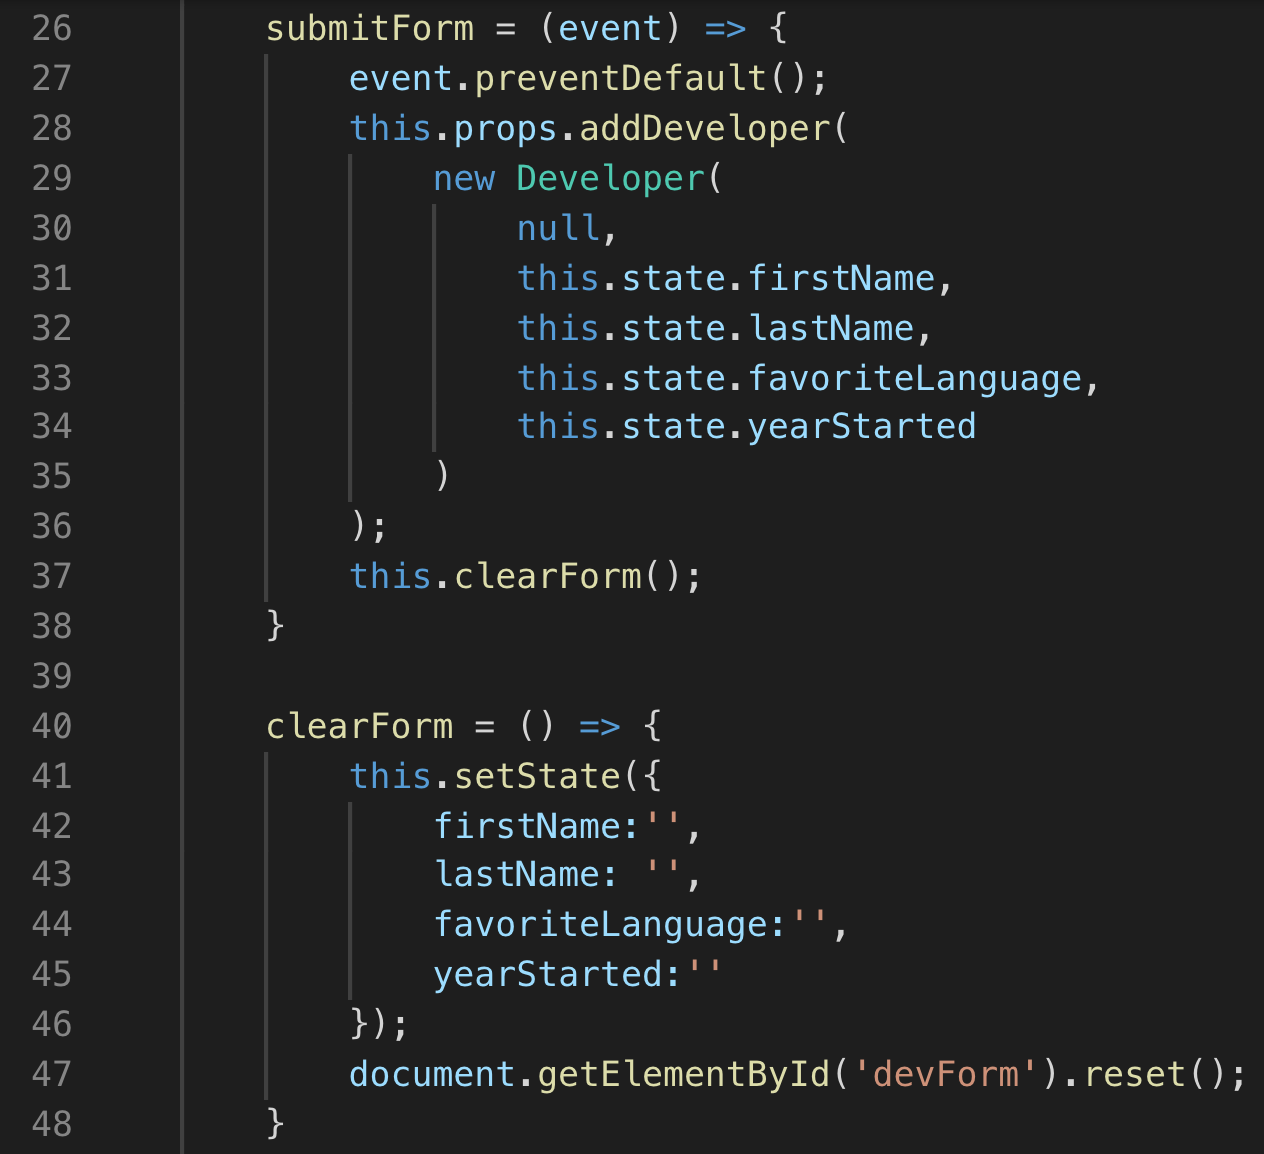 26 submitForm = (event) => {
27 event.preventDefault();
28 this.props.addDeveloper(
29 new Developer(
30 null,
31 this.state.firstName,
32 this.state.lastName,
33 this.state.favoriteLanguage,
34 this.state.yearStarted
35 )
36 );
37 this.clearForm();
38 }
39
40 clearForm = () => {
41 this.setState({
42 firstName:'',
43 lastName: '',
44 favoriteLanguage:'',
45 yearStarted:''
46 });
47 document.getElementById('devForm').reset();
48 }